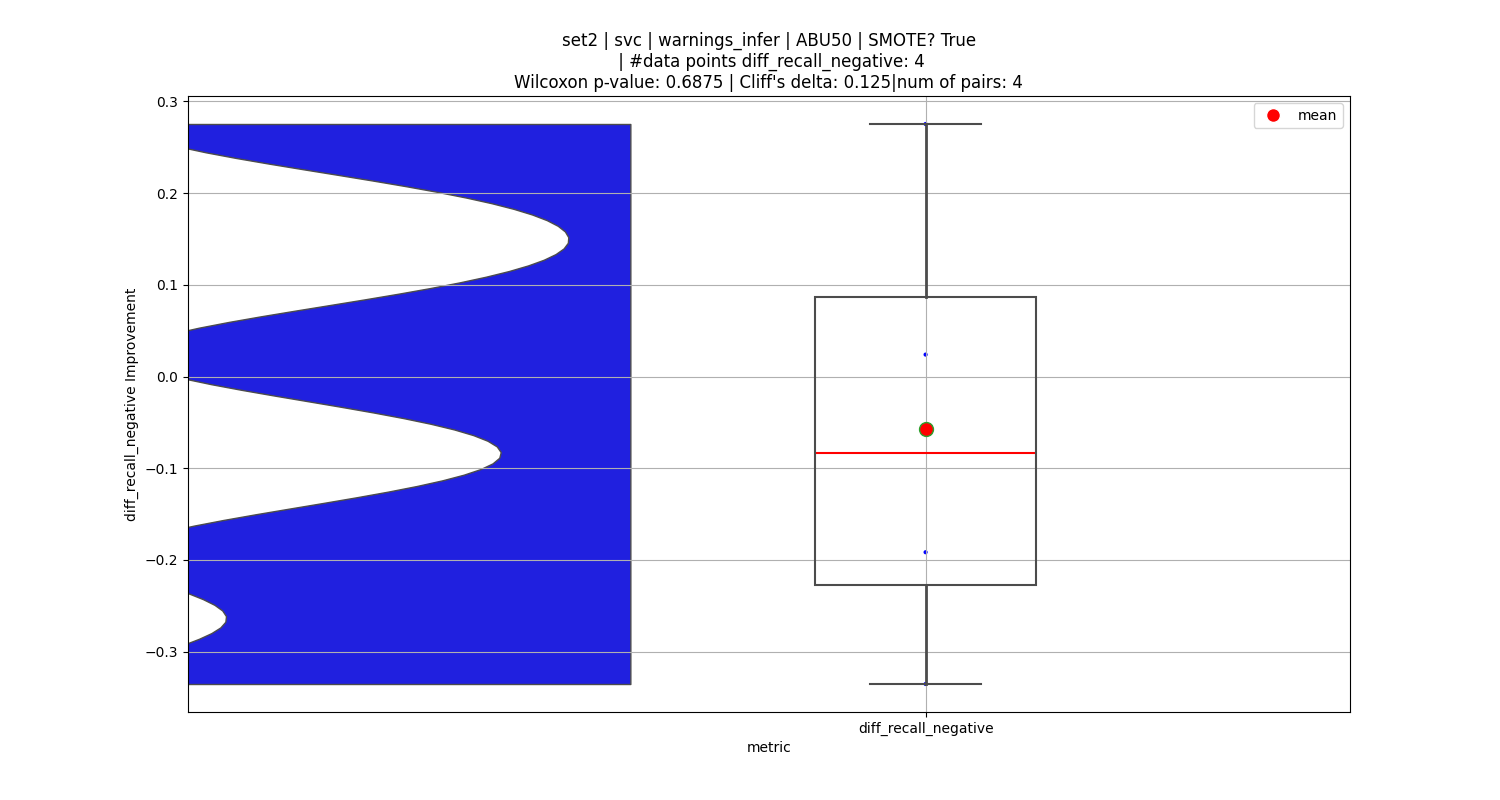 set2 | svc | warnings_infer | ABU50 | SMOTE? True
| #data points diff_recall_negative: 4
Wilcoxon p-value: 0.6875 | Cliff's delta: 0.125|num of pairs: 4
mean
diff_recall_negative Improvement
0.3
0.2
0.1
0.0
−0.1
−0.2
−0.3
diff_recall_negative
metric